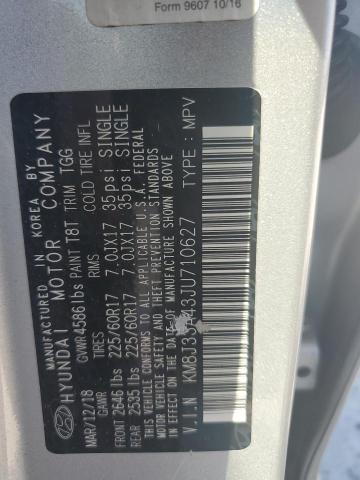 Form 9607 10/16
MANUFACTURED IN KOREA BY
HYUNDAI MOTOR COMPANY
GVWR 4586 lbs PAINT T8T TRIM TGG
MAR/12/18
GAWR TIRES RIMS COLD TIRE INFL
FRONT 2646 lbs 225/60R17 7.0JX17 35psi SINGLE
REAR 2535 lbs 225/60R17 7.0JX17 35psi SINGLE
THIS VEHICLE CONFORMS TO ALL APPLICABLE U.S.A. FEDERAL
MOTOR VEHICLE SAFETY, BUMPER, AND THEFT PREVENTION
STANDARDS IN EFFECT ON THE DATE OF MANUFACTURE SHOWN ABOVE.
V.I.N TYPE : MPV